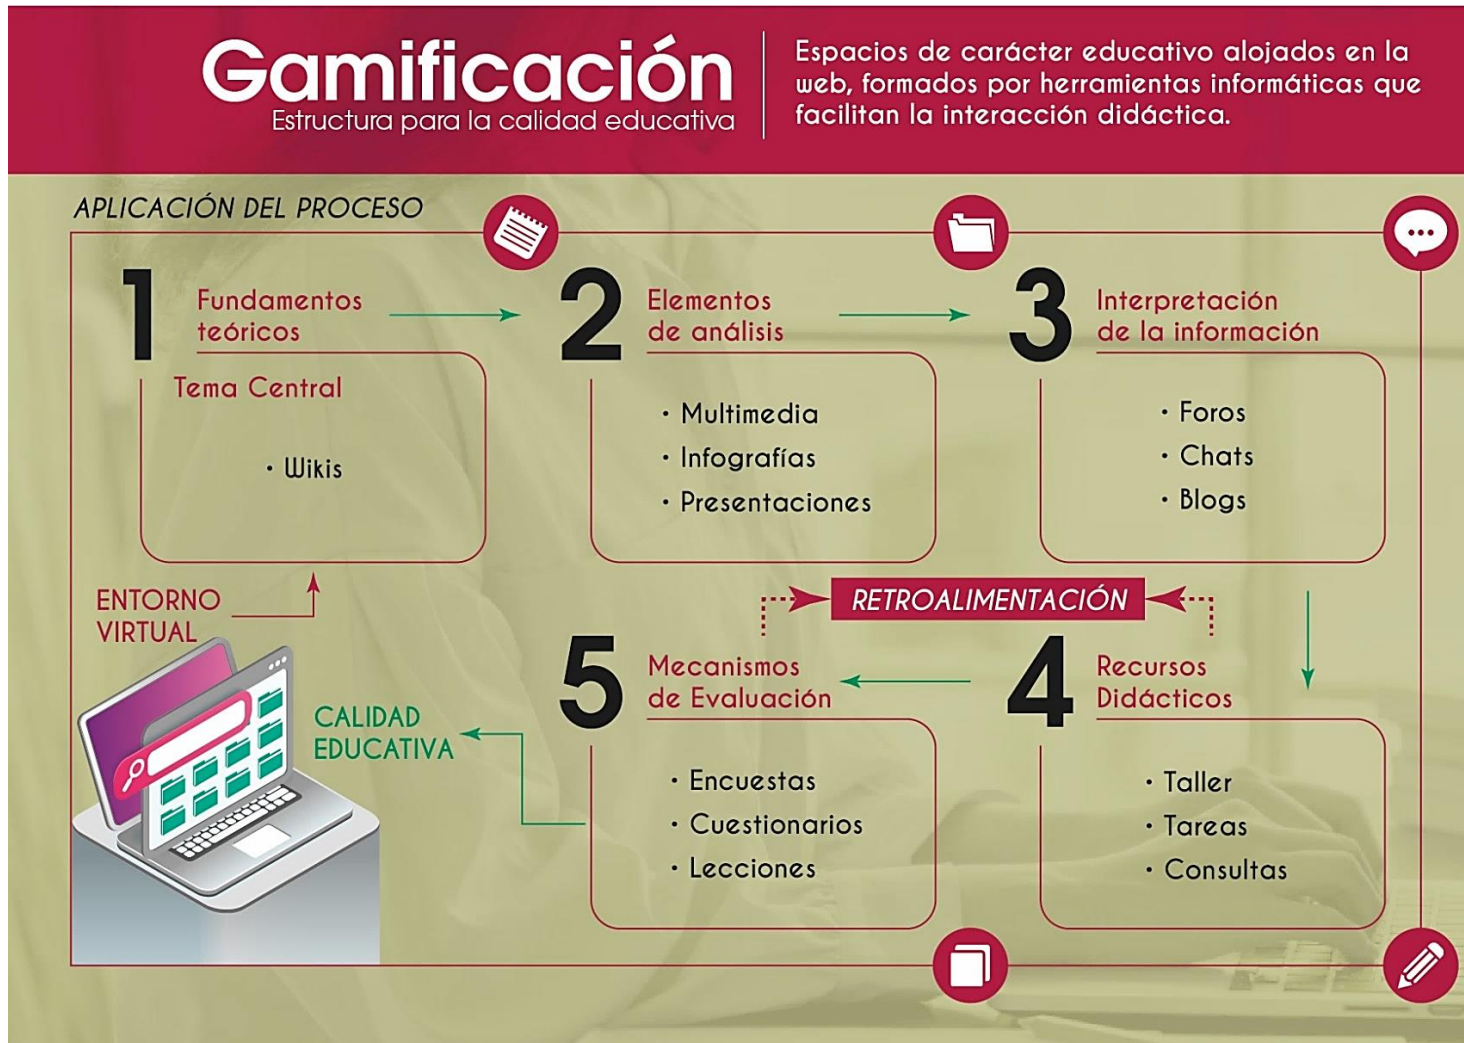 Gamificación
Estructura para la calidad educativa
Espacios de carácter educativo alojados en la
web, formados por herramientas informáticas que
facilitan la interacción didáctica.
APLICACIÓN DEL PROCESO
1
Fundamentos
teóricos
Tema Central
• Wikis
2
Elementos
de análisis
• Multimedia
• Infografías
• Presentaciones
3
Interpretación
de la información
• Foros
• Chats
• Blogs
RETROALIMENTACIÓN
4
Recursos
Didácticos
• Taller
• Tareas
• Consultas
5
Mecanismos
de Evaluación
• Encuestas
• Cuestionarios
• Lecciones
ENTORNO
VIRTUAL
CALIDAD
EDUCATIVA